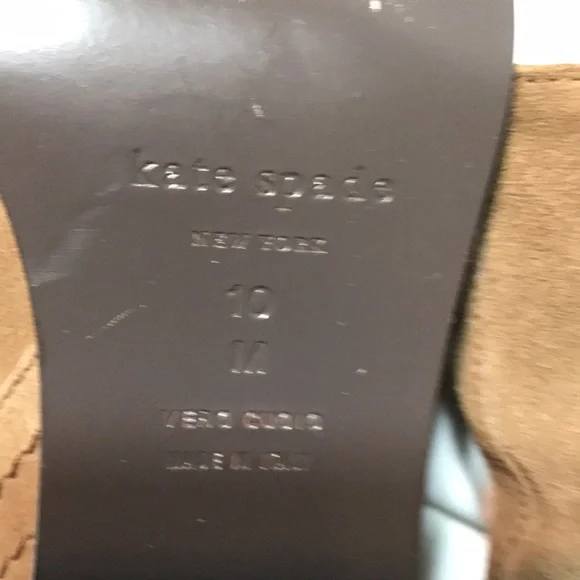 kate spade
NEW YORK
10
M
VERO CUOIO
MADE IN ITALY